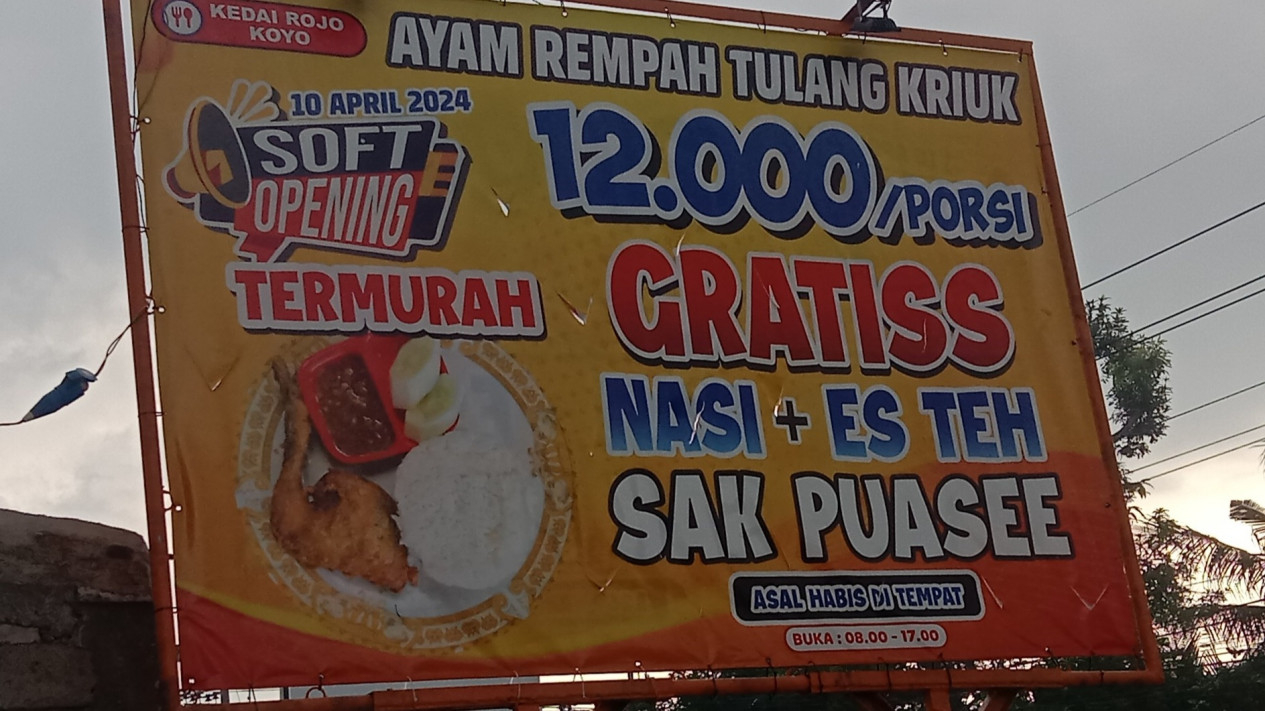 KEDAI ROJO
KOYO
AYAM REMPAH TULANG KRIUK
10 APRIL 2024
SOFT
OPENING
TERMURAH
12.000/PORSI
GRATISS
NASI + ES TEH
SAK PUASEE
ASAL HABIS DI TEMPAT
BUKA : 08.00 - 17.00